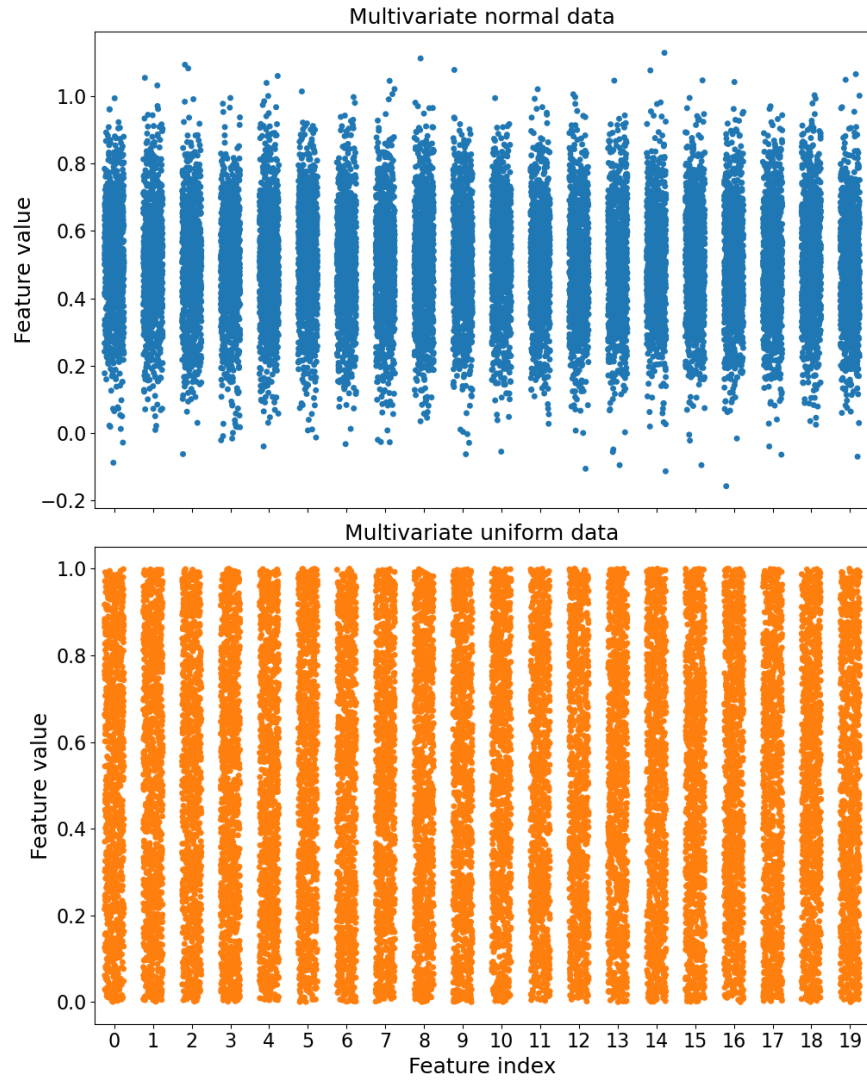 Multivariate normal data
Feature value
1.0
0.8
0.6
0.4
0.2
0.0
−0.2
Multivariate uniform data
Feature value
1.0
0.8
0.6
0.4
0.2
0.0
0 1 2 3 4 5 6 7 8 9 10 11 12 13 14 15 16 17 18 19
Feature index